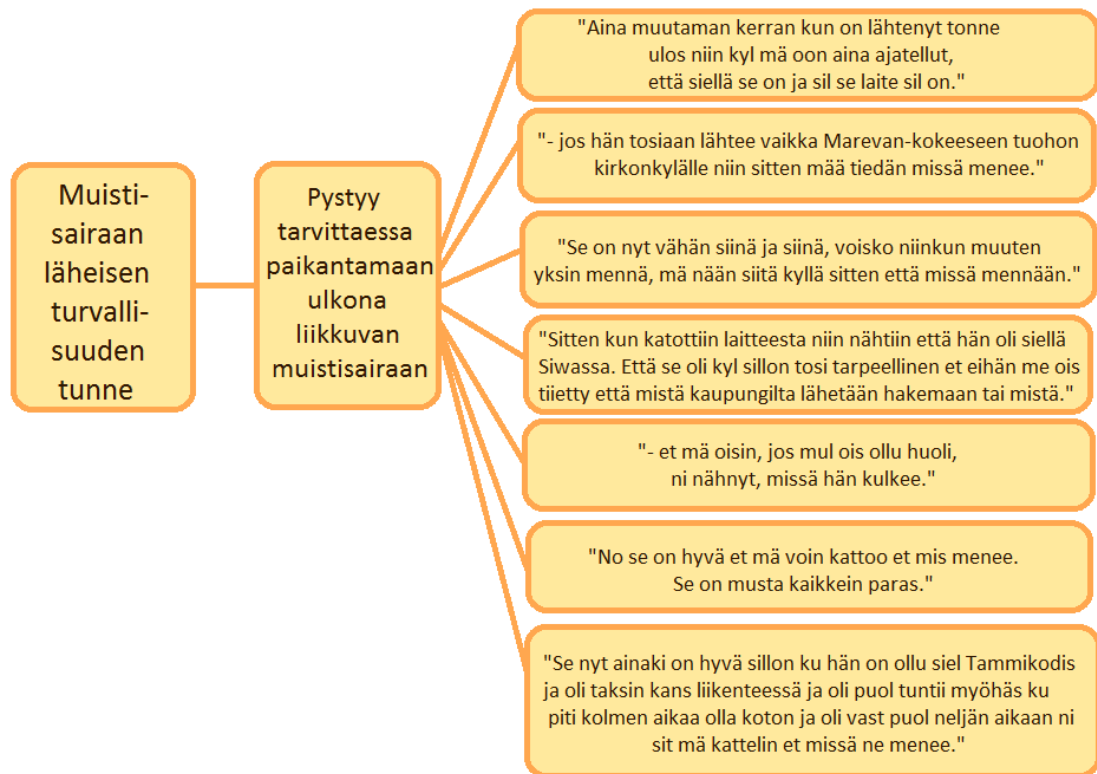 Muisti-
sairaan
läheisen
turvalli-
suuden
tunne
Pystyy
tarvittaessa
paikantamaan
ulkona
liikkuvan
muistisairaan
"Aina muutaman kerran kun on lähtenyt tonne
ulos niin kyl mä oon aina ajatellut,
että siellä se on ja sil se laite sil on."
"- jos hän tosiaan lähtee vaikka Marevan-kokeeseen tuohon
kirkonkylälle niin sitten mää tiedän missä menee."
"Se on nyt vähän siinä ja siinä, voisko niinkun muuten
yksin mennä, mä nään siitä kyllä sitten että missä mennään."
"Sitten kun katottiin laitteesta niin nähtiin että hän oli siellä
Siwassa. Että se oli kyl sillon tosi tarpeellinen et eihän me ois
tiietty että mistä kaupungilta lähetään hakemaan tai mistä."
"- et mä oisin, jos mul ois ollu huoli,
ni nähnyt, missä hän kulkee."
"No se on hyvä et mä voin kattoo et mis menee.
Se on musta kaikkein paras."
"Se nyt ainaki on hyvä sillon ku hän on ollu siel Tammikodis
ja oli taksin kans liikenteessä ja oli puol tuntii myöhäs ku
piti kolmen aikaa olla koton ja oli vast puol neljän aikaan ni
sit mä kattelin et missä ne menee."